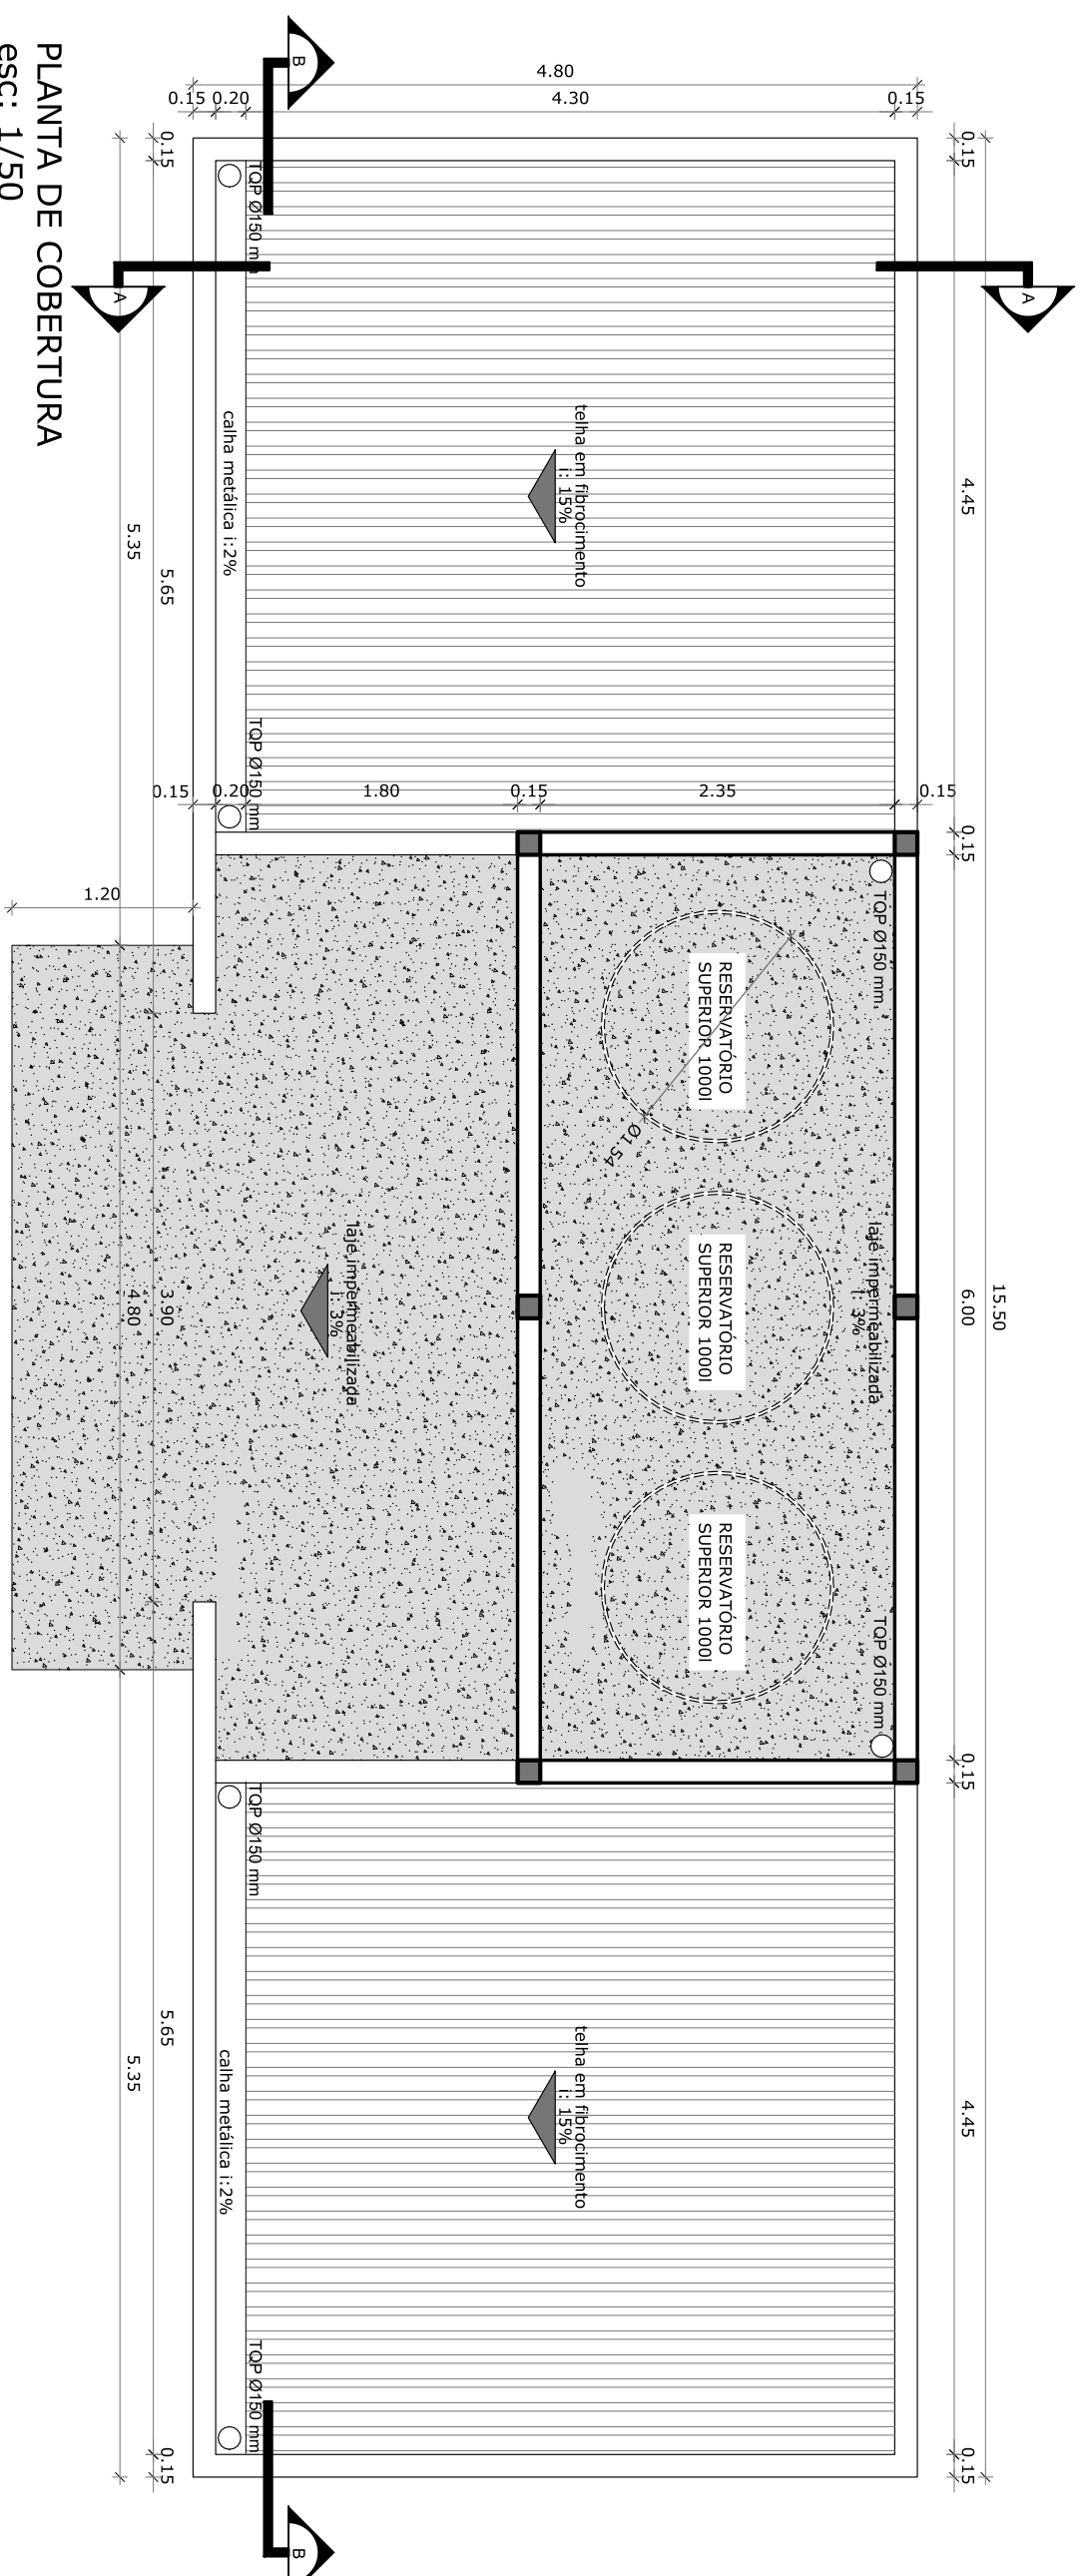 PLANTA DE COBERTURA
esc: 1/50
15.50
0.15
4.45
0.15
6.00
0.15
4.45
0.15
4.80
0.15
0.20
4.30
0.15
B
A
A
TQP Ø150 mm
telha em fibrocimento
i: 15%
calha metálica i:2%
TQP Ø150 mm
0.15
0.20
1.80
0.15
2.35
0.15
TQP Ø150 mm
RESERVATÓRIO
SUPERIOR 1000l
Ø1.54
RESERVATÓRIO
SUPERIOR 1000l
RESERVATÓRIO
SUPERIOR 1000l
laje impermeabilizada
i: 3%
TQP Ø150 mm
laje impermeabilizada
i: 3%
1.20
TQP Ø150 mm
telha em fibrocimento
i: 15%
calha metálica i:2%
TQP Ø150 mm
B
0.15
5.65
3.90
5.65
0.15
5.35
4.80
5.35